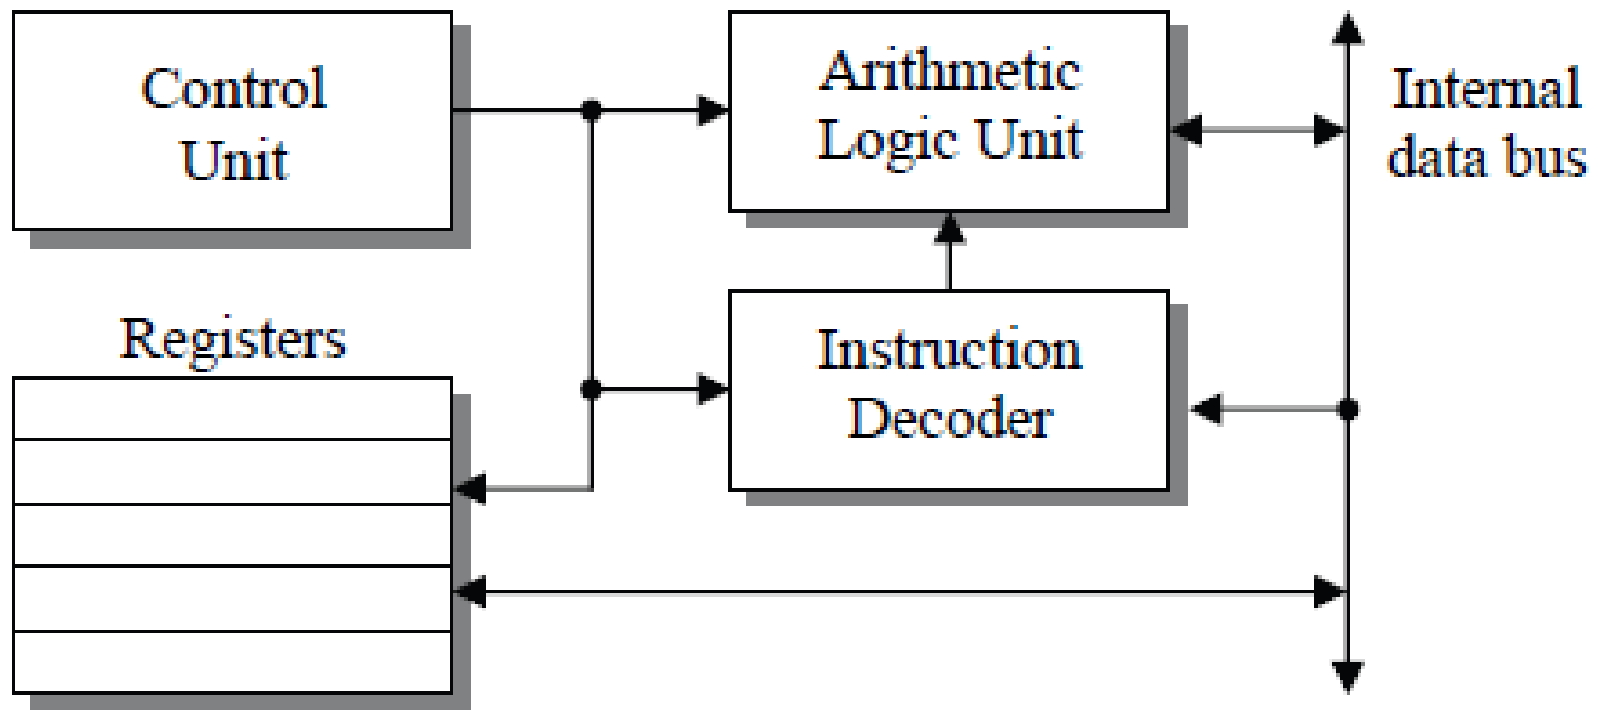 Control
Unit
Arithmetic
Logic Unit
Internal
data bus
Registers
Instruction
Decoder